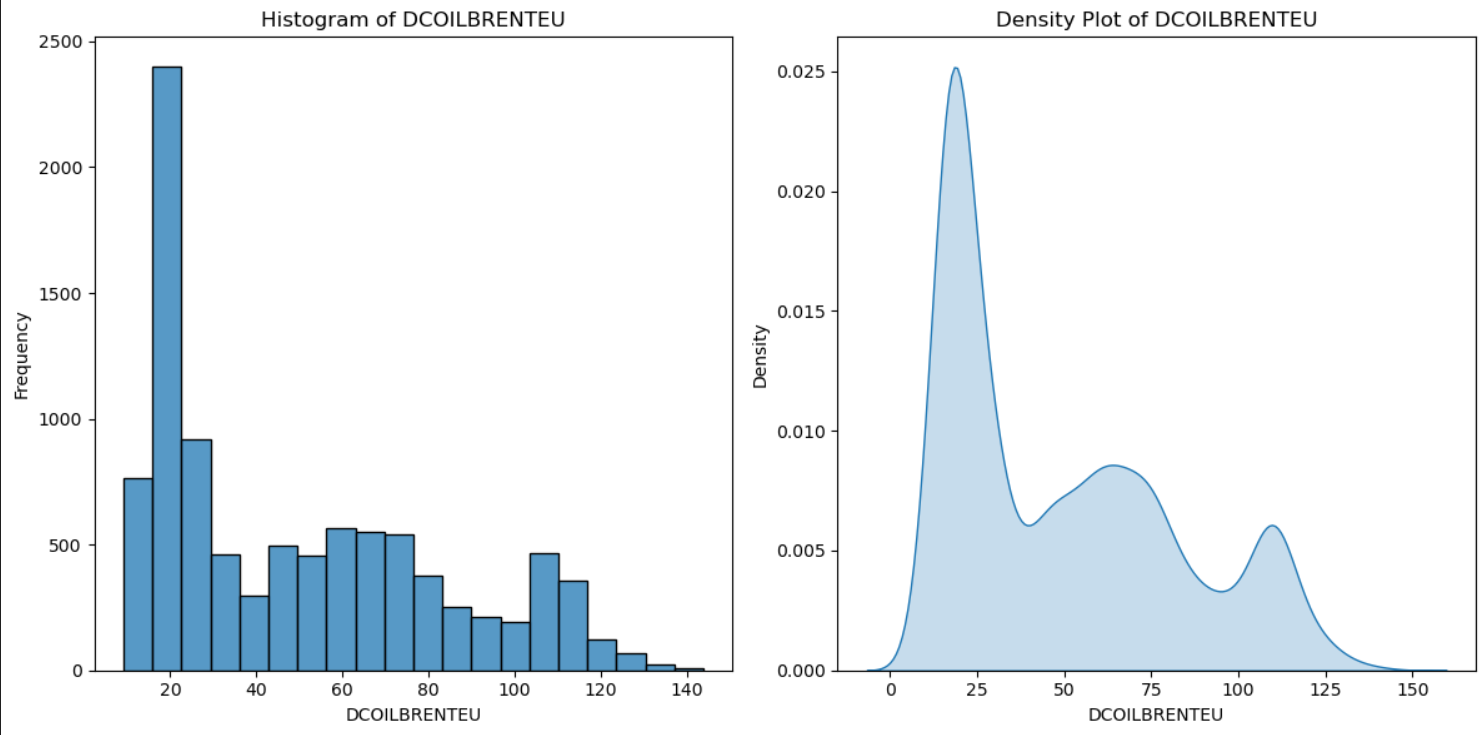 Histogram of DCOILBRENTEU
2500
2000
1500
1000
500
0
Frequency
20 40 60 80 100 120 140
DCOILBRENTEU
Density Plot of DCOILBRENTEU
0.025
0.020
0.015
0.010
0.005
0.000
Density
0 25 50 75 100 125 150
DCOILBRENTEU